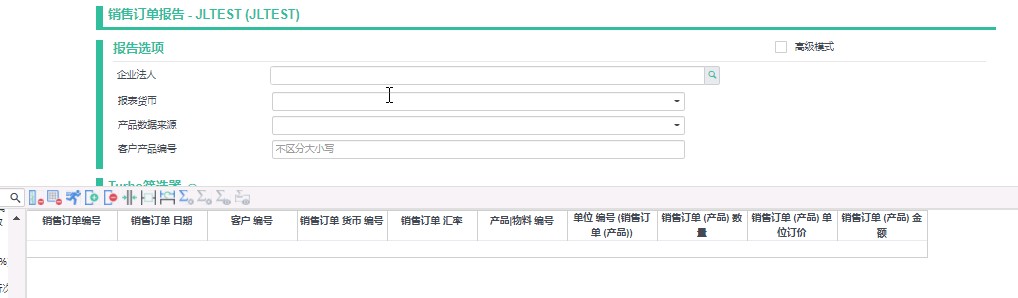 销售订单报告 - JLTEST (JLTEST)
报告选项
高级模式
企业法人
报表货币
产品数据来源
客户产品编号
不区分大小写
Turbo筛选器
%
销售订单编号
销售订单 日期
客户 编号
销售订单 货币 编号
销售订单 汇率
产品|物料 编号
单位 编号 (销售订
单 (产品))
销售订单 (产品) 数
量
销售订单 (产品) 单
位订价
销售订单 (产品) 金
额